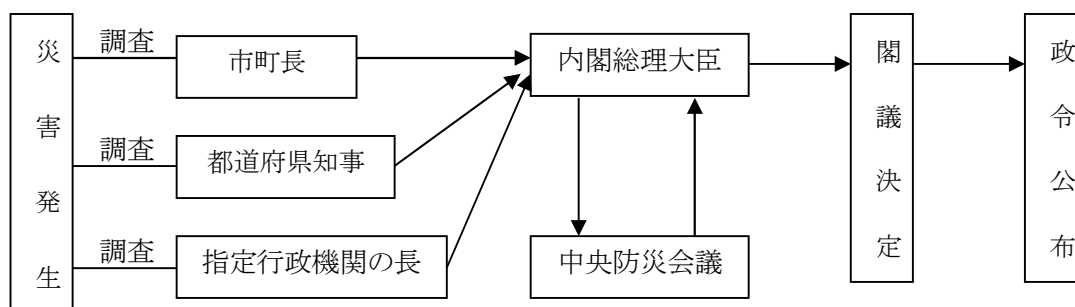 災害発生
調査
市町長
調査
都道府県知事
調査
指定行政機関の長
内閣総理大臣
中央防災会議
閣議決定
政令公布